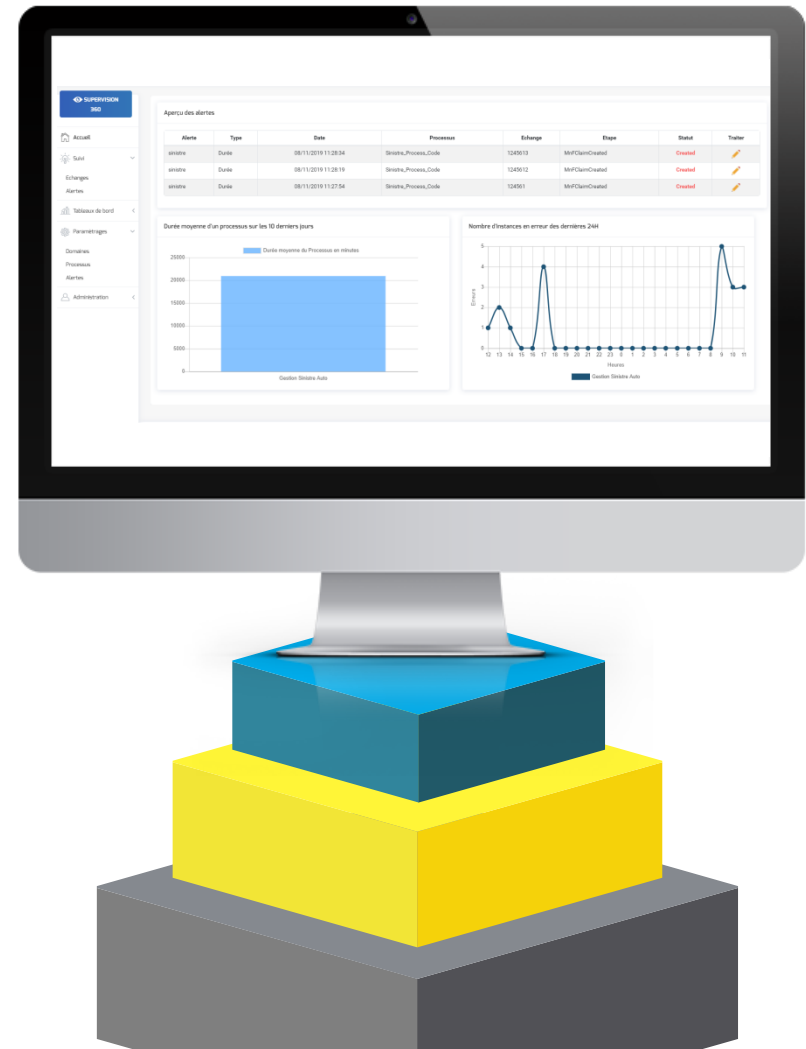 SUPERVISION
360
Accueil
Suivi
Echanges
Alertes
Tableaux de bord
Paramétrages
Domaines
Processus
Alertes
Administration
Aperçu des alertes
Alerte Type Date Processus Echange Etape Statut Traiter
sinistre Durée 08/11/2019 11:28:34 Sinistre_Process_Code 1245613 MnFClaimCreated Created
sinistre Durée 08/11/2019 11:28:19 Sinistre_Process_Code 1245612 MnFClaimCreated Created
sinistre Durée 08/11/2019 11:27:54 Sinistre_Process_Code 124561 MnFClaimCreated Created
Durée moyenne d'un processus sur les 10 derniers jours
Durée moyenne du Processus en minutes
25000
20000
15000
10000
5000
0
Gestion Sinistre Auto
Nombre d'instances en erreur des dernières 24H
5
4
3
2
1
0
Erreurs
12 13 14 15 16 17 18 19 20 21 22 23 0 1 2 3 4 5 6 7 8 9 10 11
Heures
Gestion Sinistre Auto